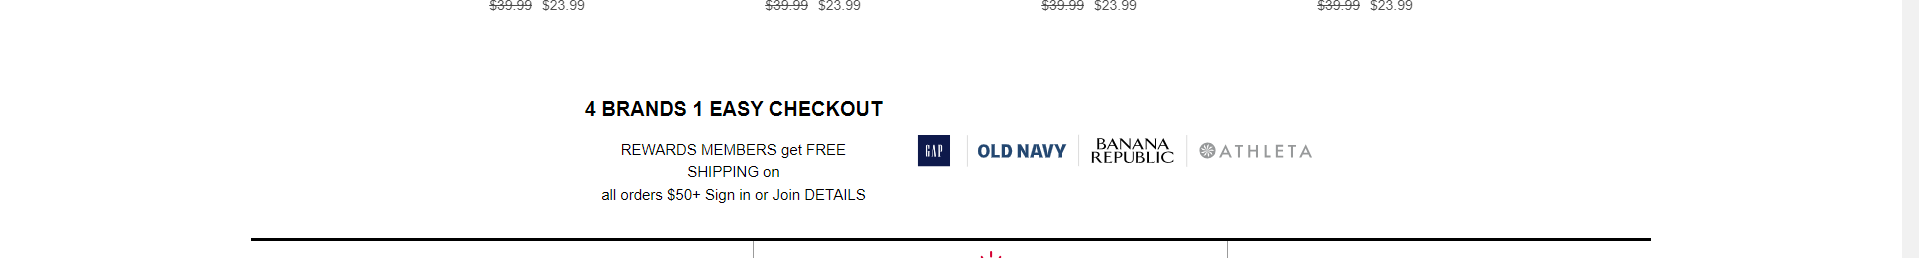 $39.99 $23.99 $39.99 $23.99 $39.99 $23.99 $39.99 $23.99
4 BRANDS 1 EASY CHECKOUT
REWARDS MEMBERS get FREE
SHIPPING on
all orders $50+ Sign in or Join DETAILS
GAP
OLD NAVY
BANANA
REPUBLIC
ATHLETA